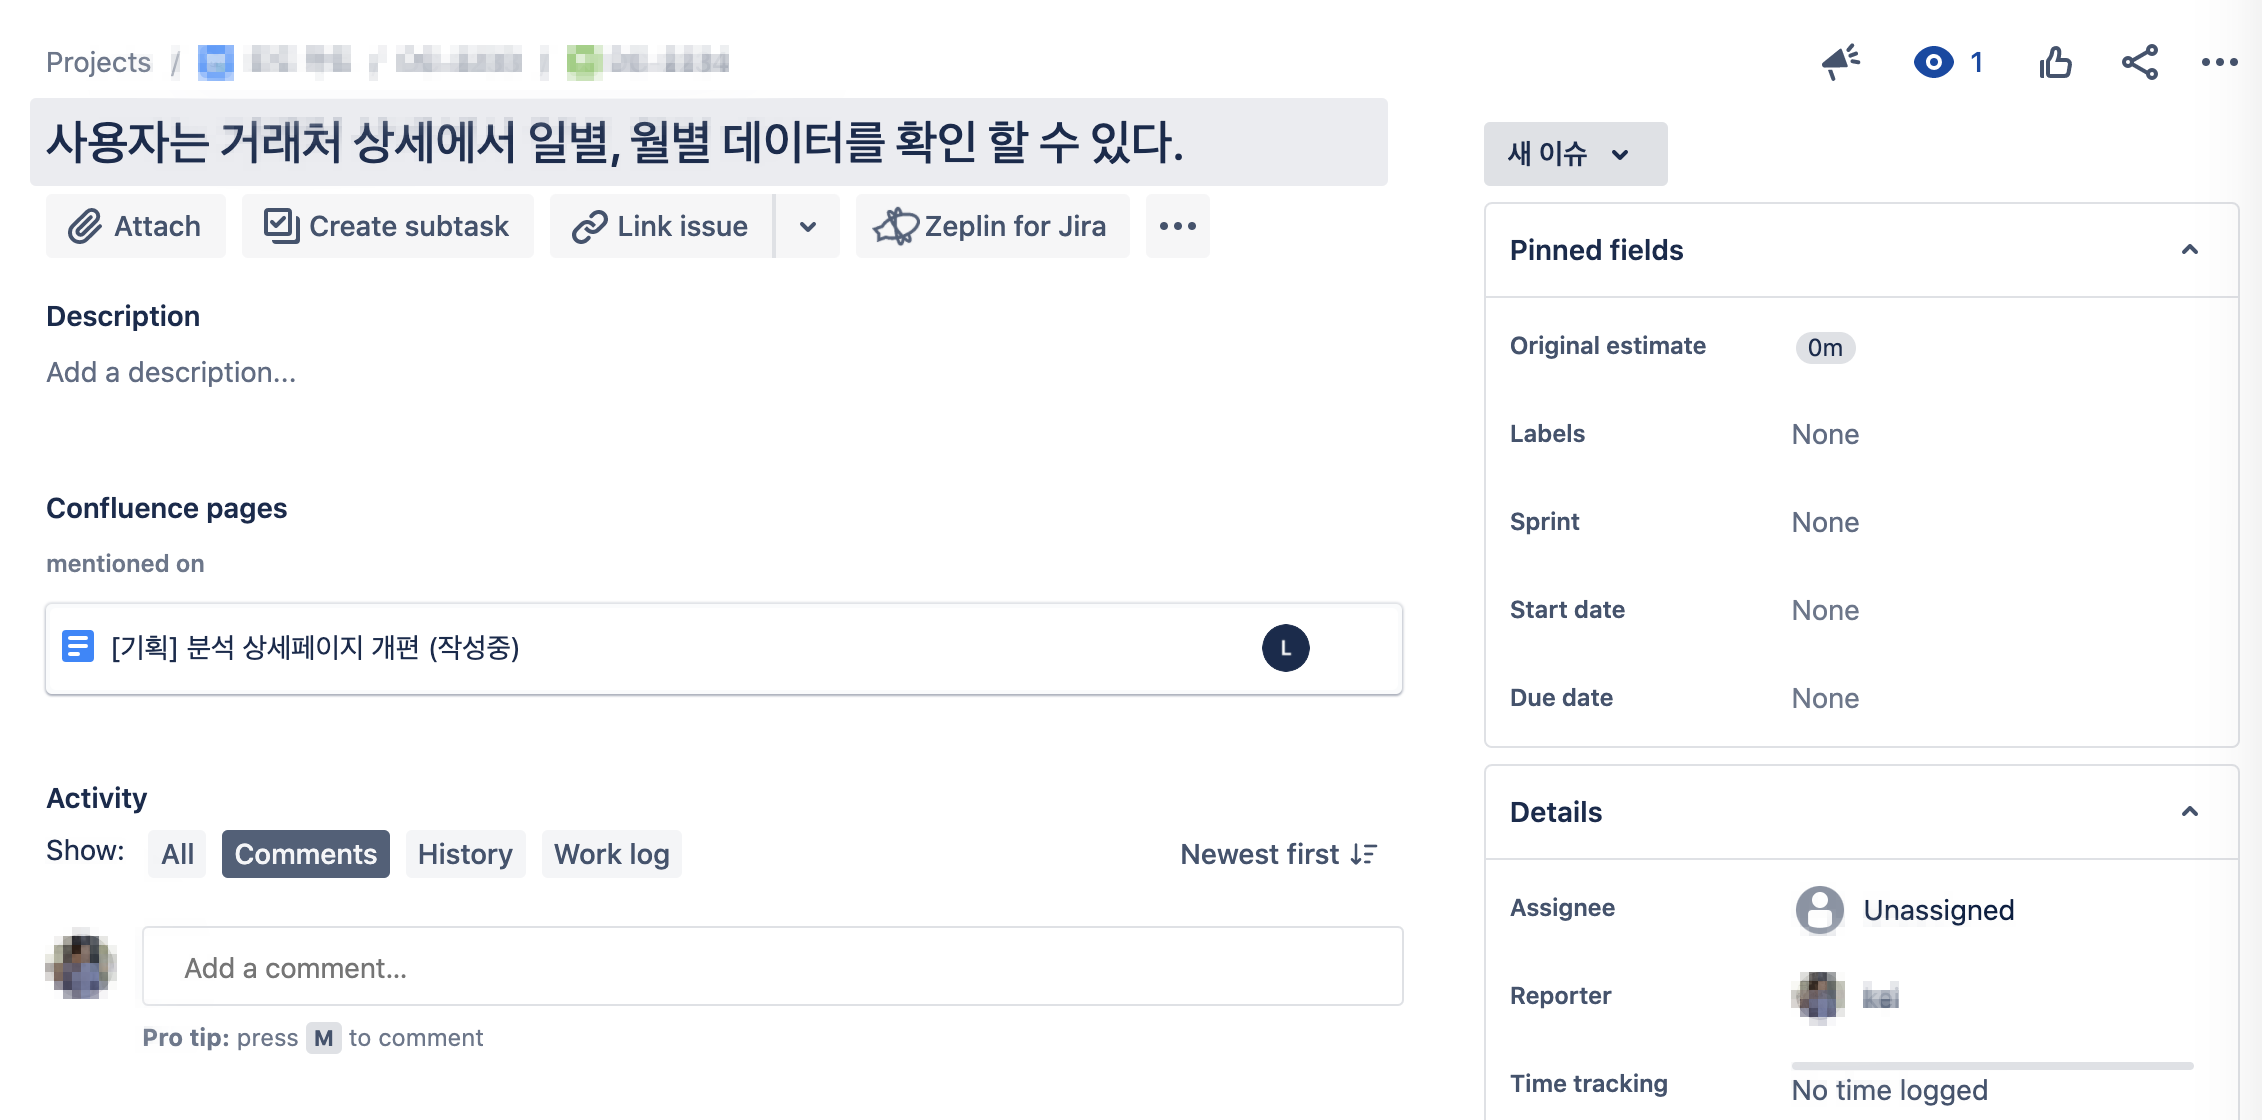 Projects /
1
사용자는 거래처 상세에서 일별, 월별 데이터를 확인 할 수 있다.
Attach
Create subtask
Link issue
Zeplin for Jira
Description
Add a description...
Confluence pages
mentioned on
[기획] 분석 상세페이지 개편 (작성중)
L
Activity
Show: All Comments History Work log
Newest first
Add a comment...
Pro tip: press M to comment
새 이슈
Pinned fields
Original estimate 0m
Labels None
Sprint None
Start date None
Due date None
Details
Assignee Unassigned
Reporter
Time tracking
No time logged